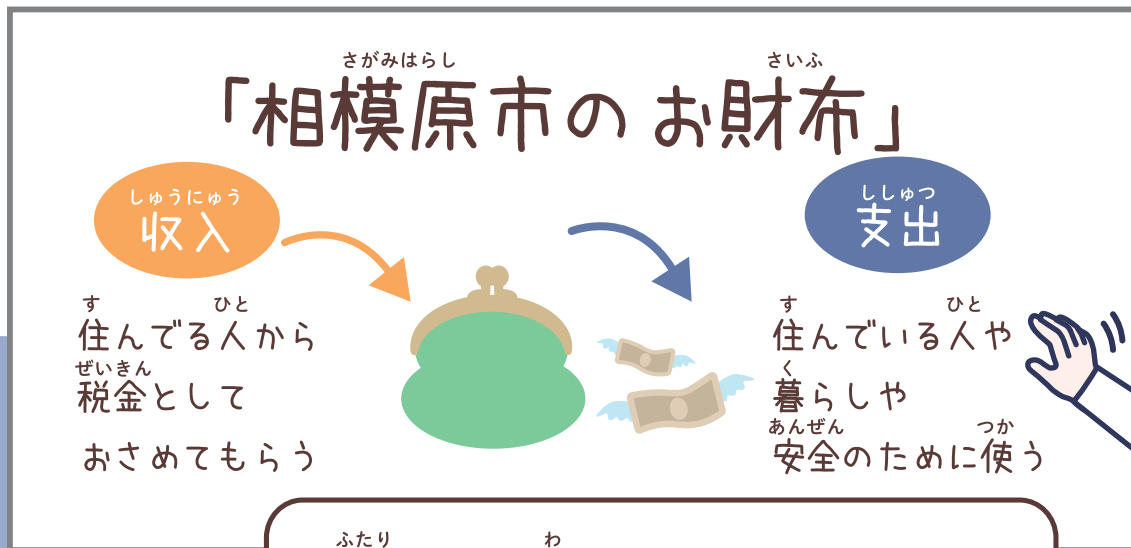 さがみはらし さいふ
「相模原市の お財布」
しゅうにゅう
収入
す ひと
住んでる人から
ぜいきん
税金として
おさめてもらう
ししゅつ
支出
す ひと
住んでいる人や
く
暮らしや
あんぜん つか
安全のために使う
ふたり わ